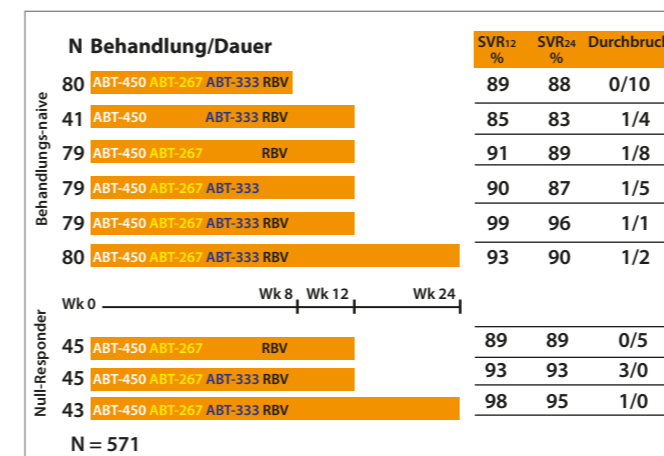 N Behandlung/Dauer SVR12 % SVR24 % Durchbruch
Behandlungs-naive
80 ABT-450 ABT-267 ABT-333 RBV 89 88 0/10
41 ABT-450 ABT-333 RBV 85 83 1/4
79 ABT-450 ABT-267 RBV 91 89 1/8
79 ABT-450 ABT-267 ABT-333 90 87 1/5
79 ABT-450 ABT-267 ABT-333 RBV 99 96 1/1
80 ABT-450 ABT-267 ABT-333 RBV 93 90 1/2
Wk 0 Wk 8 Wk 12 Wk 24
Null-Responder
45 ABT-450 ABT-267 RBV 89 89 0/5
45 ABT-450 ABT-267 ABT-333 RBV 93 93 3/0
43 ABT-450 ABT-267 ABT-333 RBV 98 95 1/0
N = 571